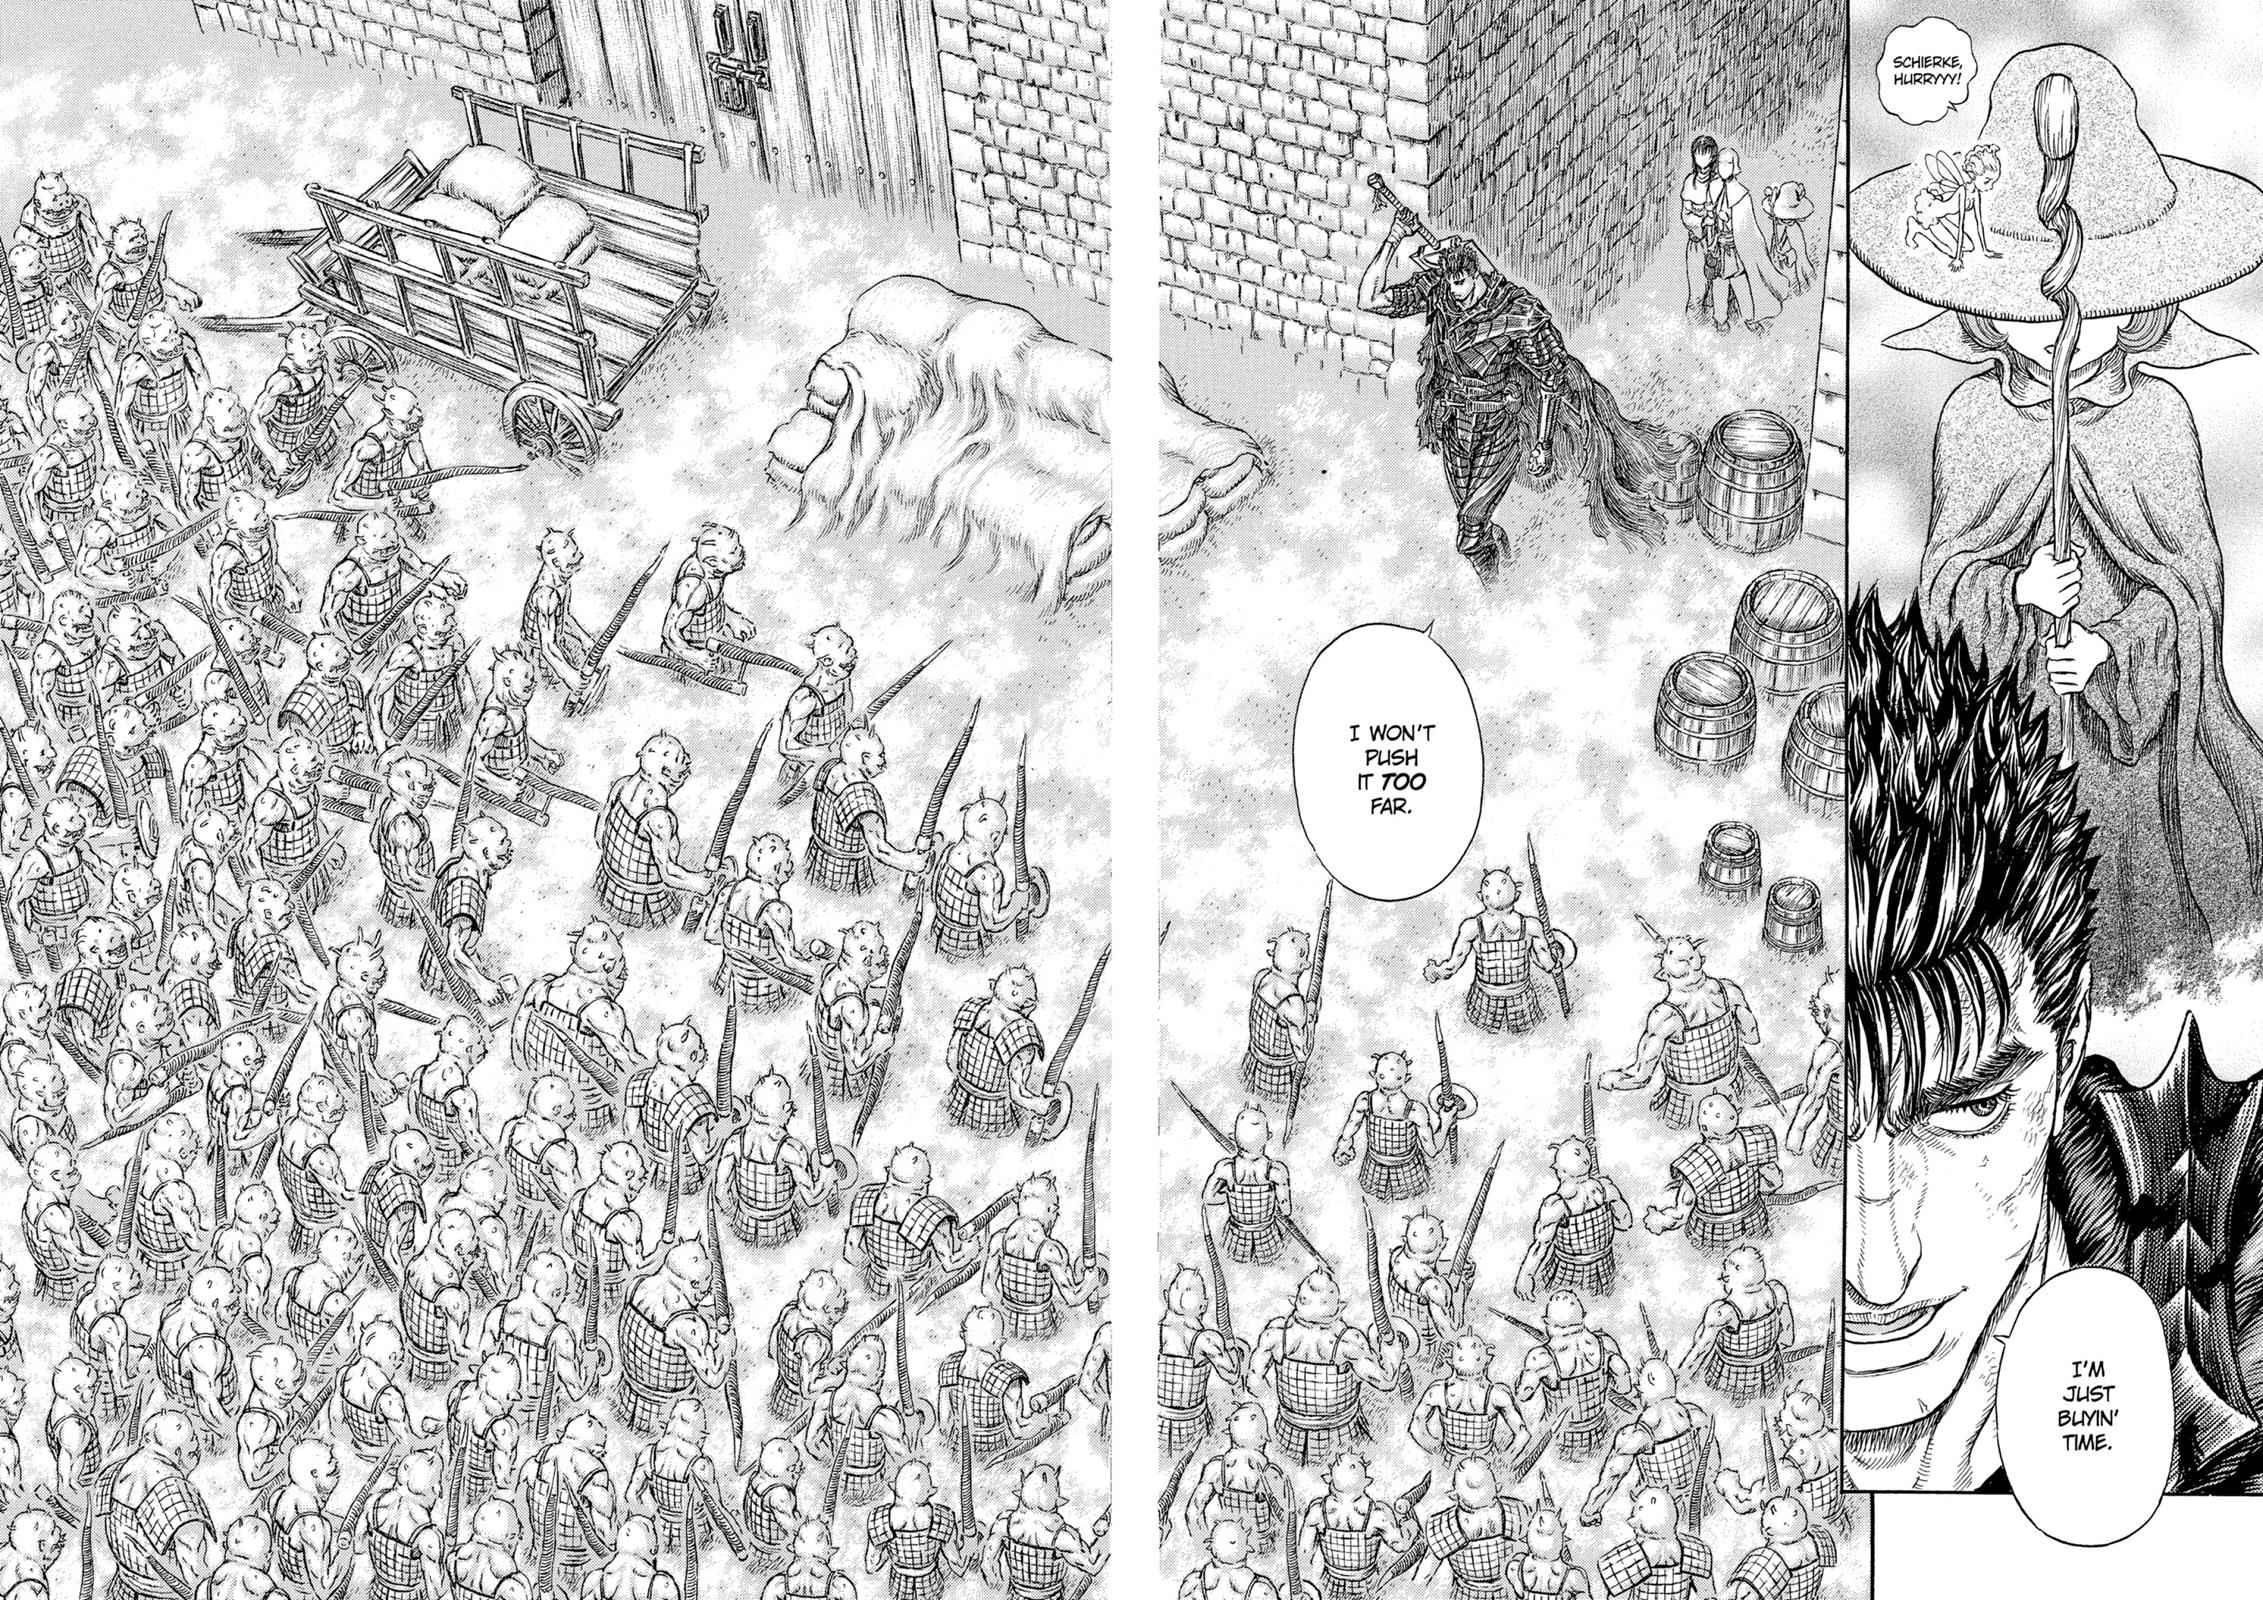 SCHIERKE,
HURRYYY!
I'M
JUST
BUYIN'
TIME.
I WON'T
PUSH
IT TOO
FAR.